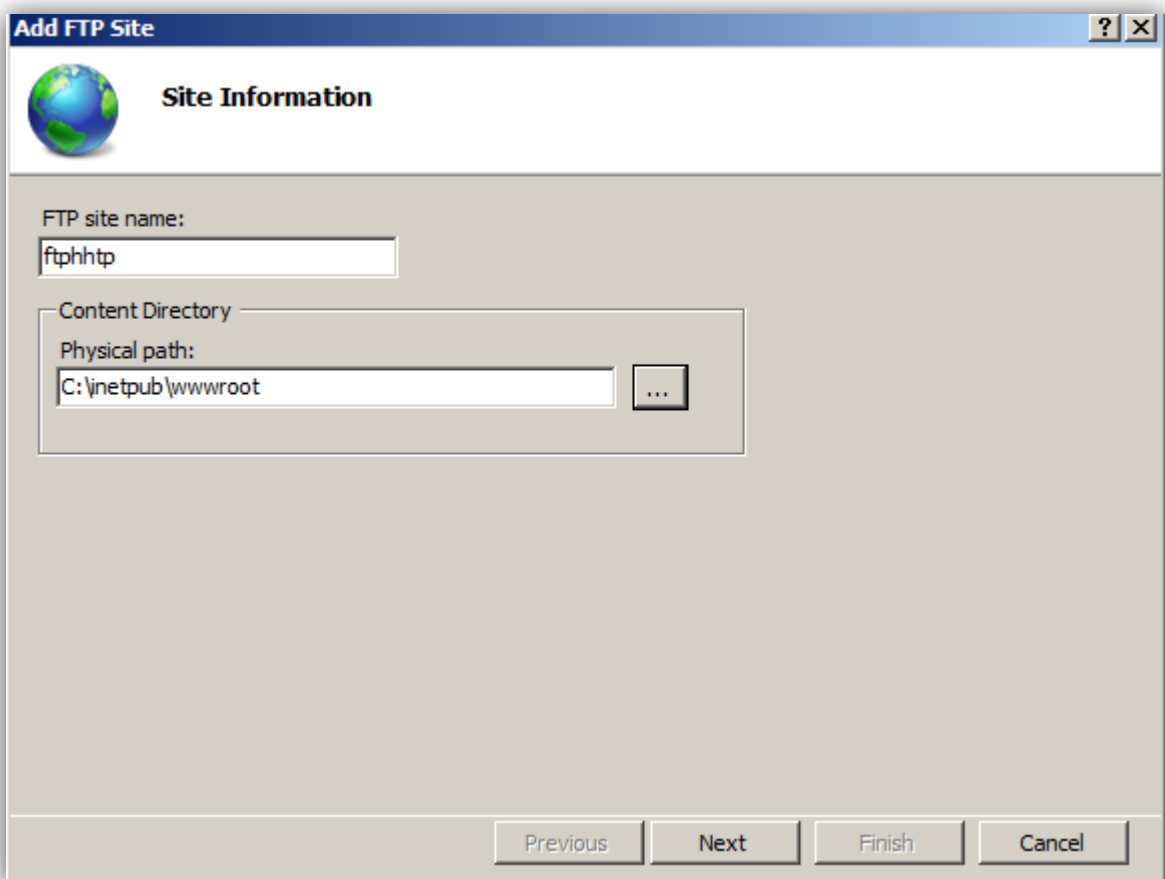 Add FTP Site
Site Information
FTP site name:
ftphhtp
Content Directory
Physical path:
C:\inetpub\wwwroot
...
Previous Next Finish Cancel